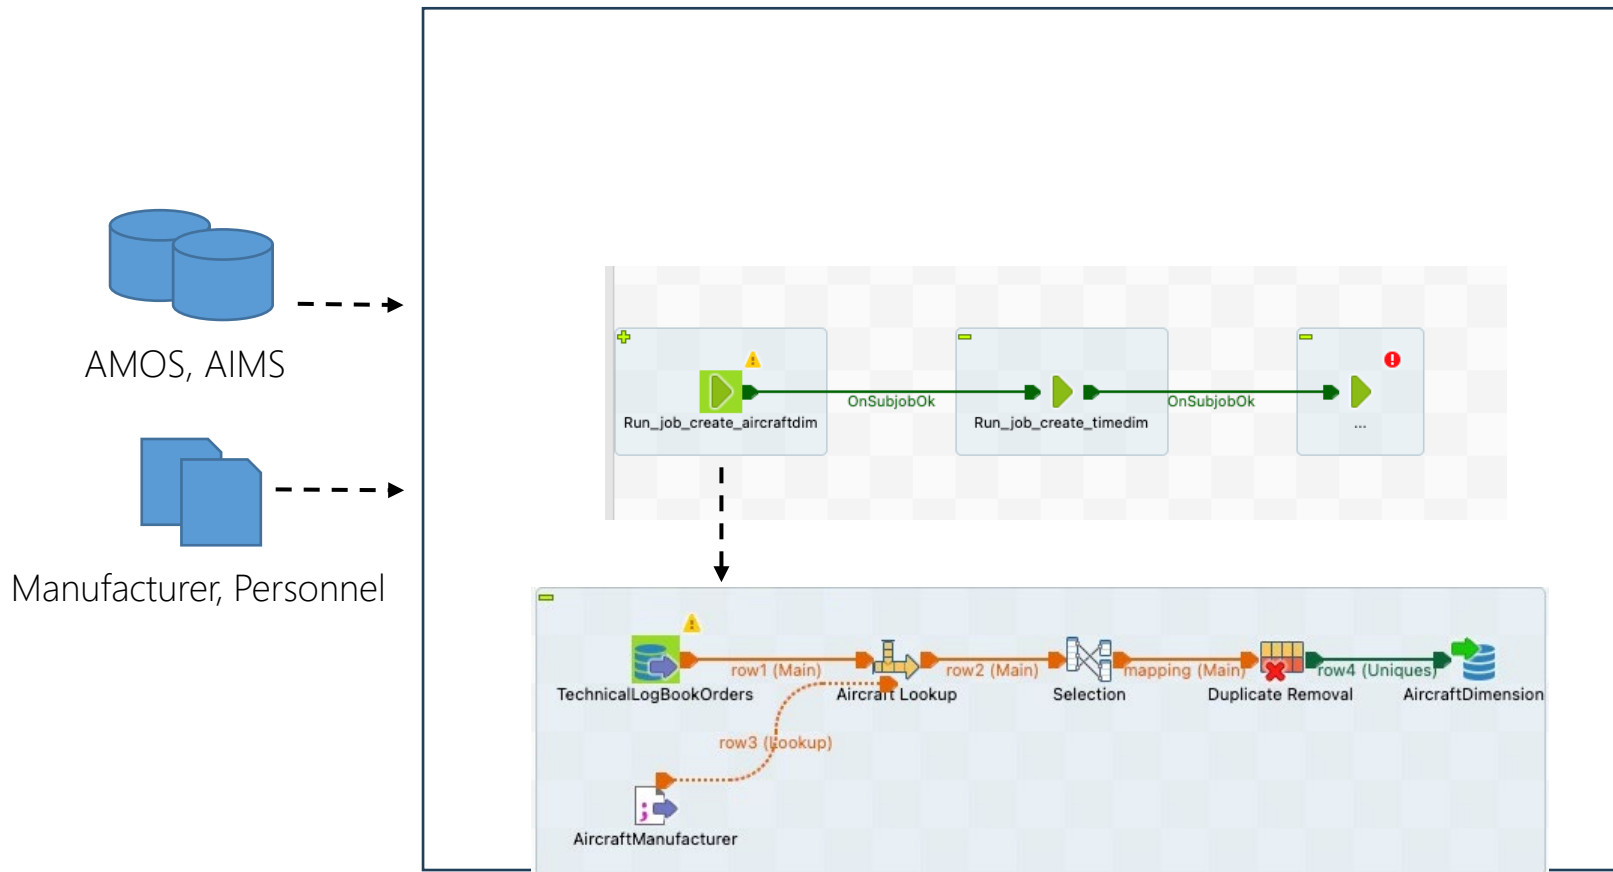 AMOS, AIMS
Manufacturer, Personnel
OnSubjobOk
OnSubjobOk
Run_job_create_aircraftdim
Run_job_create_timedim
...
row1 (Main)
row2 (Main)
mapping (Main)
row4 (Uniques)
TechnicalLogBookOrders
Aircraft Lookup
Selection
Duplicate Removal
AircraftDimension
row3 (Lookup)
AircraftManufacturer